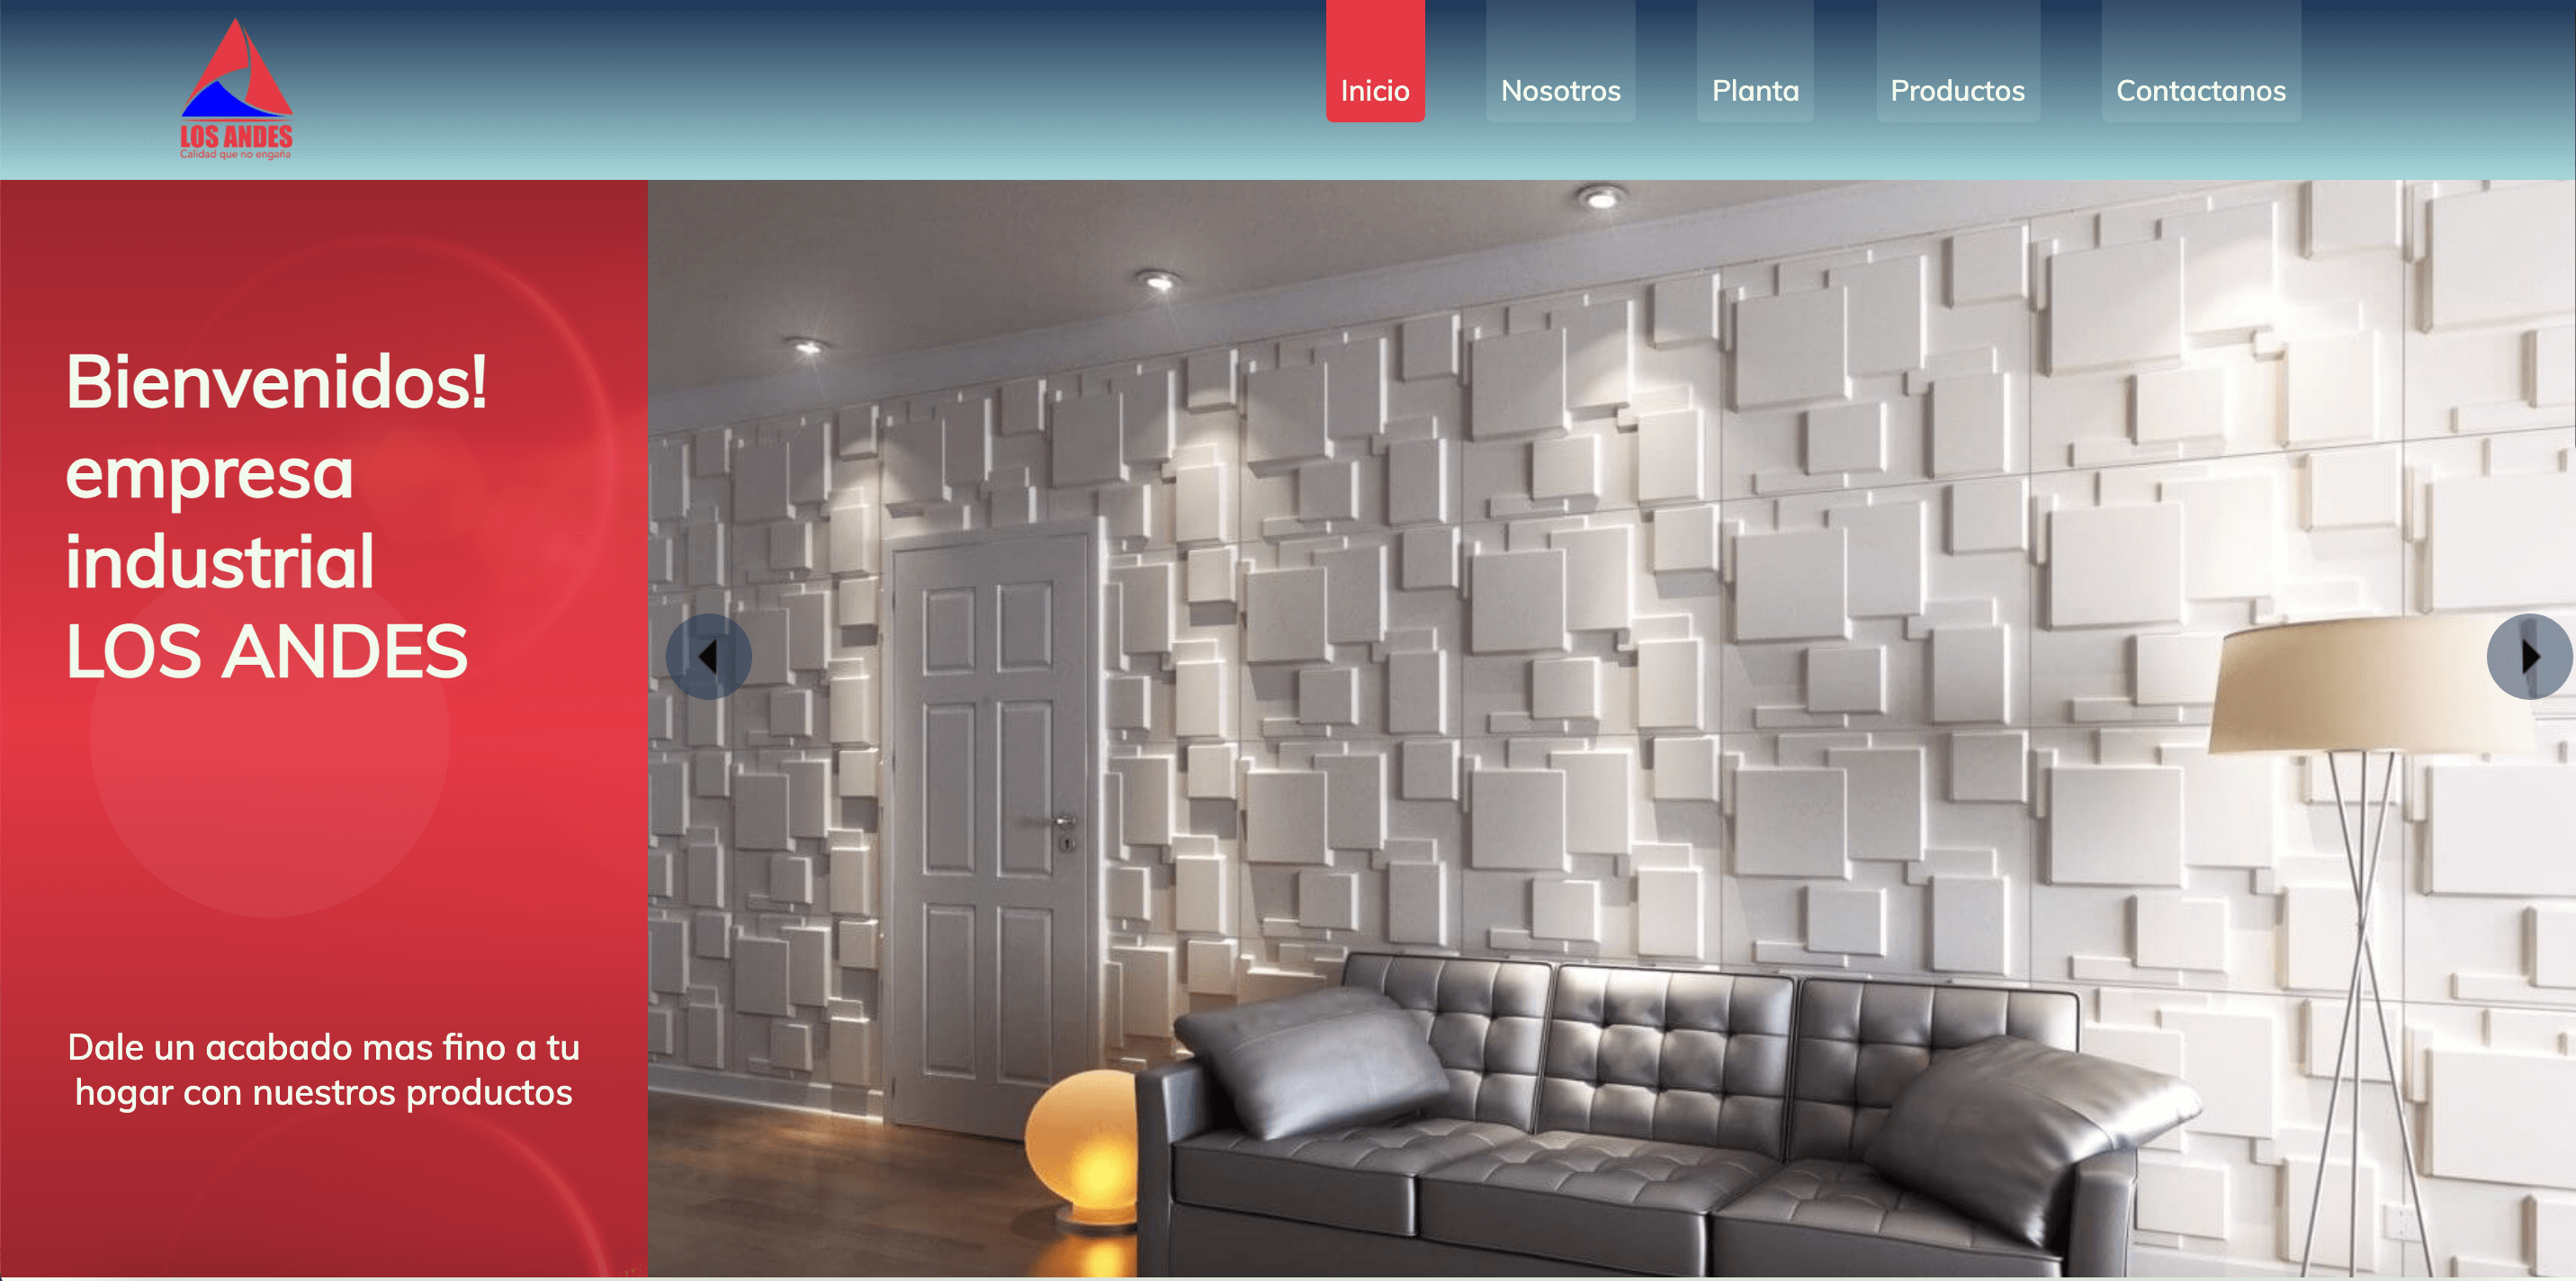 LOS ANDES
Calidad que no engaña
Inicio
Nosotros
Planta
Productos
Contactanos
Bienvenidos!
empresa
industrial
LOS ANDES
Dale un acabado mas fino a tu
hogar con nuestros productos